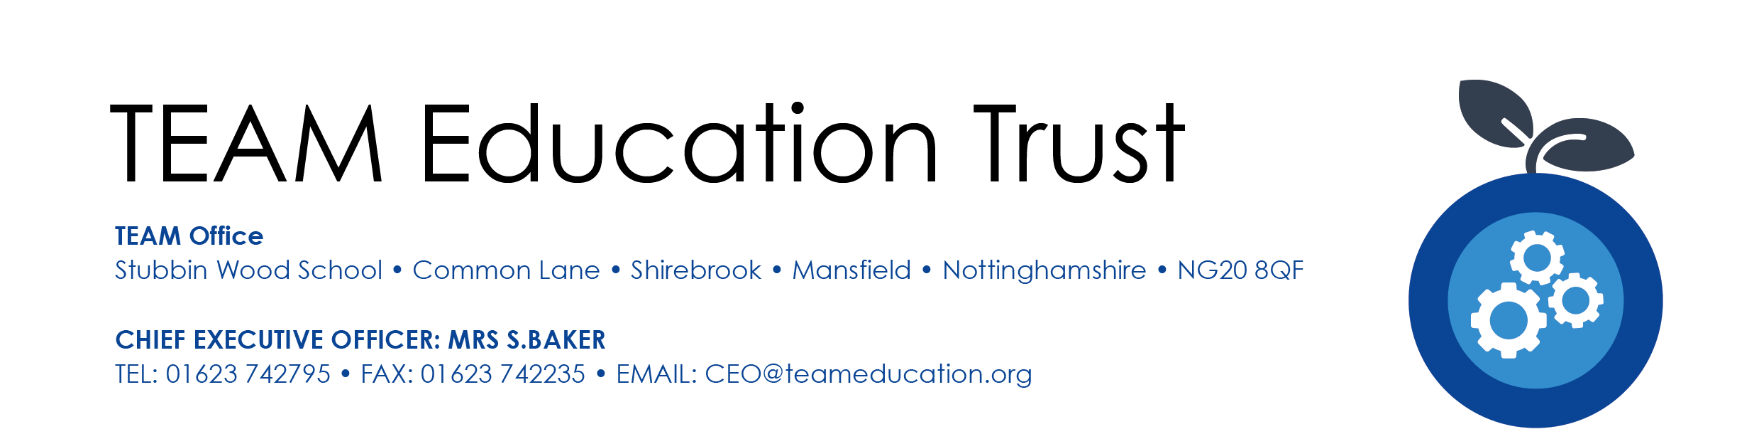 TEAM Education Trust
TEAM Office
Stubbin Wood School • Common Lane • Shirebrook • Mansfield • Nottinghamshire • NG20 8QF
CHIEF EXECUTIVE OFFICER: MRS S.BAKER
TEL: 01623 742795 • FAX: 01623 742235 • EMAIL: CEO@teameducation.org